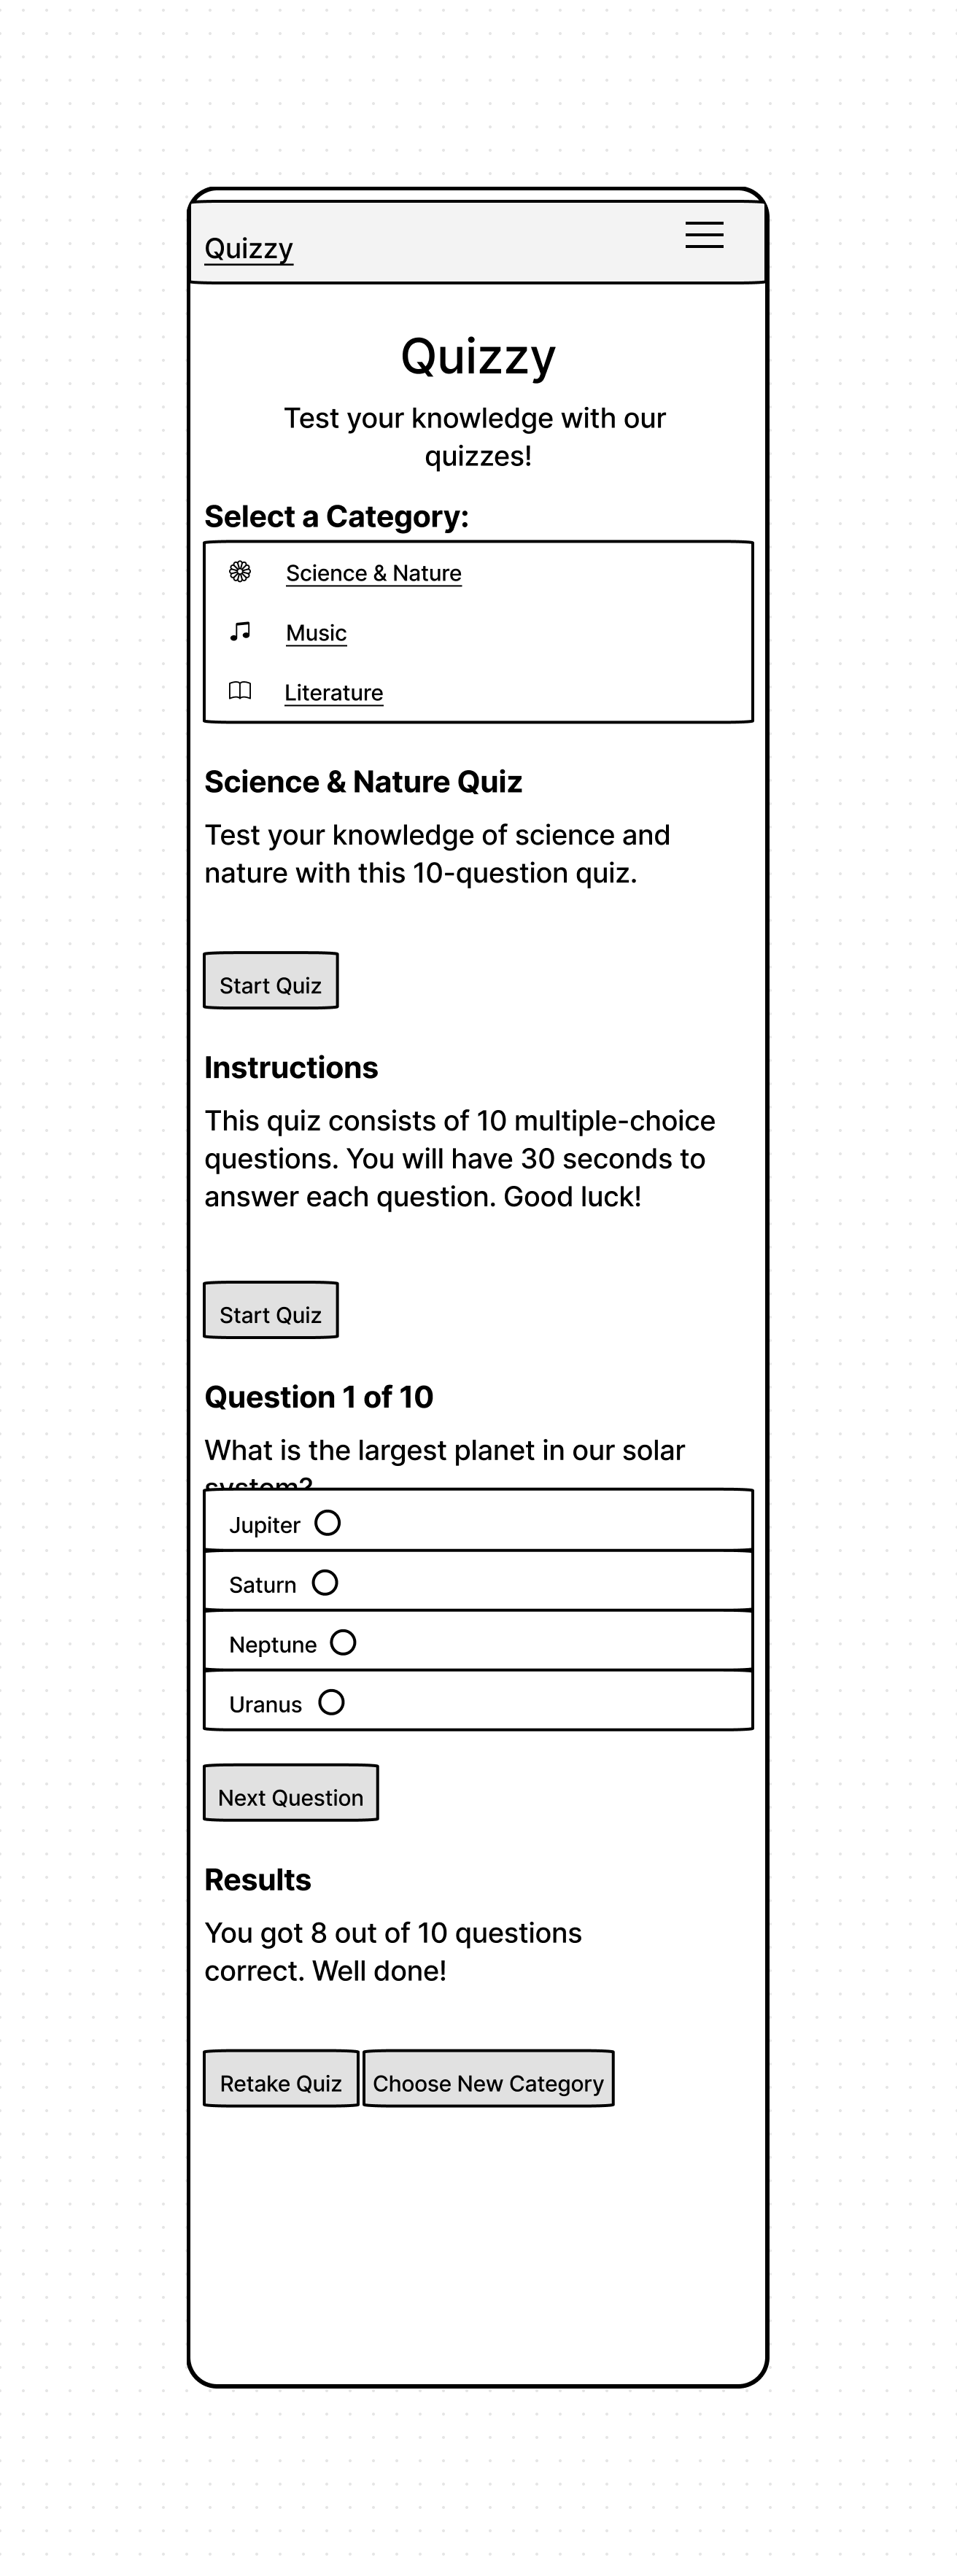 Quizzy
Quizzy
Test your knowledge with our
quizzes!
Select a Category:
Science & Nature
Music
Literature
Science & Nature Quiz
Test your knowledge of science and
nature with this 10-question quiz.
Start Quiz
Instructions
This quiz consists of 10 multiple-choice
questions. You will have 30 seconds to
answer each question. Good luck!
Start Quiz
Question 1 of 10
What is the largest planet in our solar
system?
Jupiter
Saturn
Neptune
Uranus
Next Question
Results
You got 8 out of 10 questions
correct. Well done!
Retake Quiz
Choose New Category